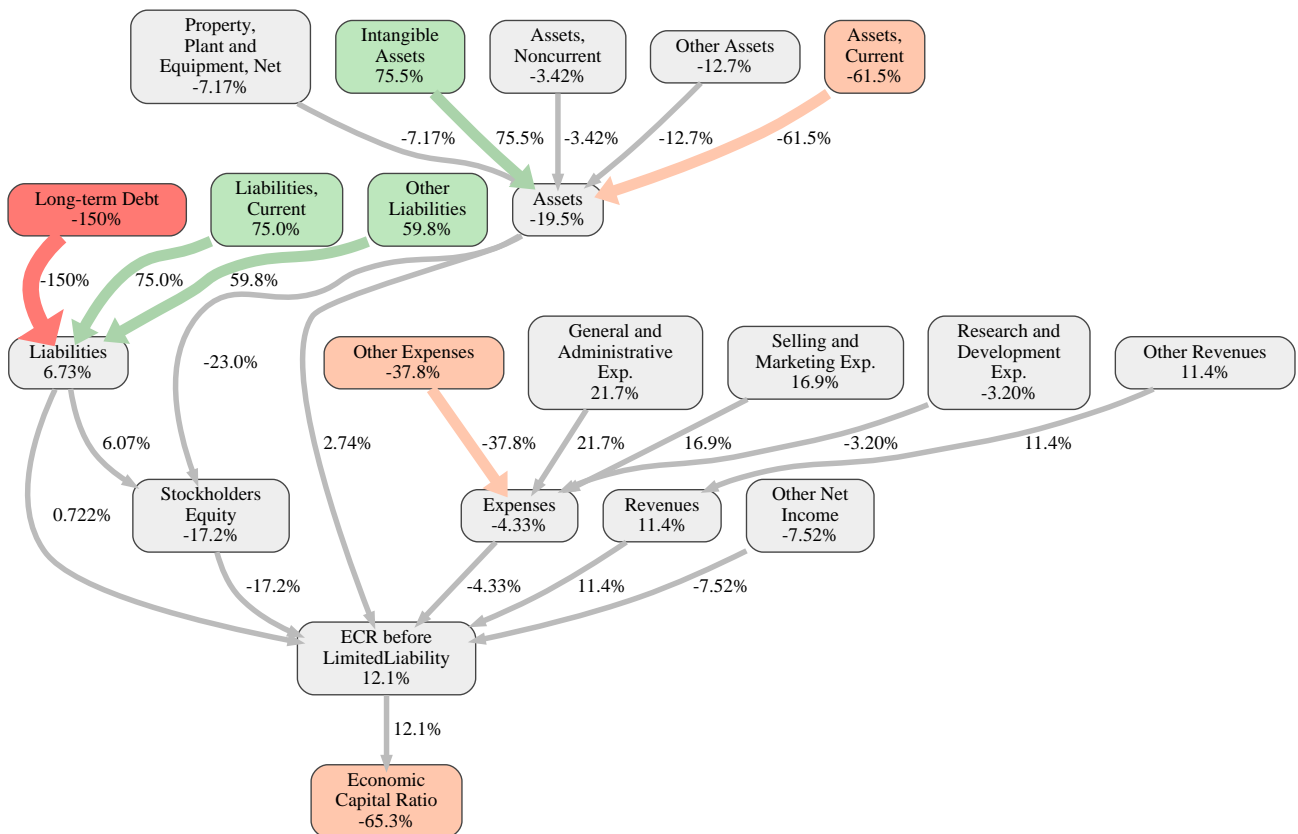 Property,
Plant and
Equipment, Net
-7.17%
Intangible
Assets
75.5%
Assets,
Noncurrent
-3.42%
Other Assets
-12.7%
Assets,
Current
-61.5%
-7.17%
75.5%
-3.42%
-12.7%
-61.5%
Long-term Debt
-150%
Liabilities,
Current
75.0%
Other
Liabilities
59.8%
Assets
-19.5%
-150%
75.0%
59.8%
Liabilities
6.73%
-23.0%
Other Expenses
-37.8%
General and
Administrative
Exp.
21.7%
Selling and
Marketing Exp.
16.9%
Research and
Development
Exp.
-3.20%
Other Revenues
11.4%
6.07%
2.74%
-37.8%
21.7%
16.9%
-3.20%
11.4%
0.722%
Stockholders
Equity
-17.2%
Expenses
-4.33%
Revenues
11.4%
Other Net
Income
-7.52%
-17.2%
-4.33%
11.4%
-7.52%
ECR before
LimitedLiability
12.1%
12.1%
Economic
Capital Ratio
-65.3%